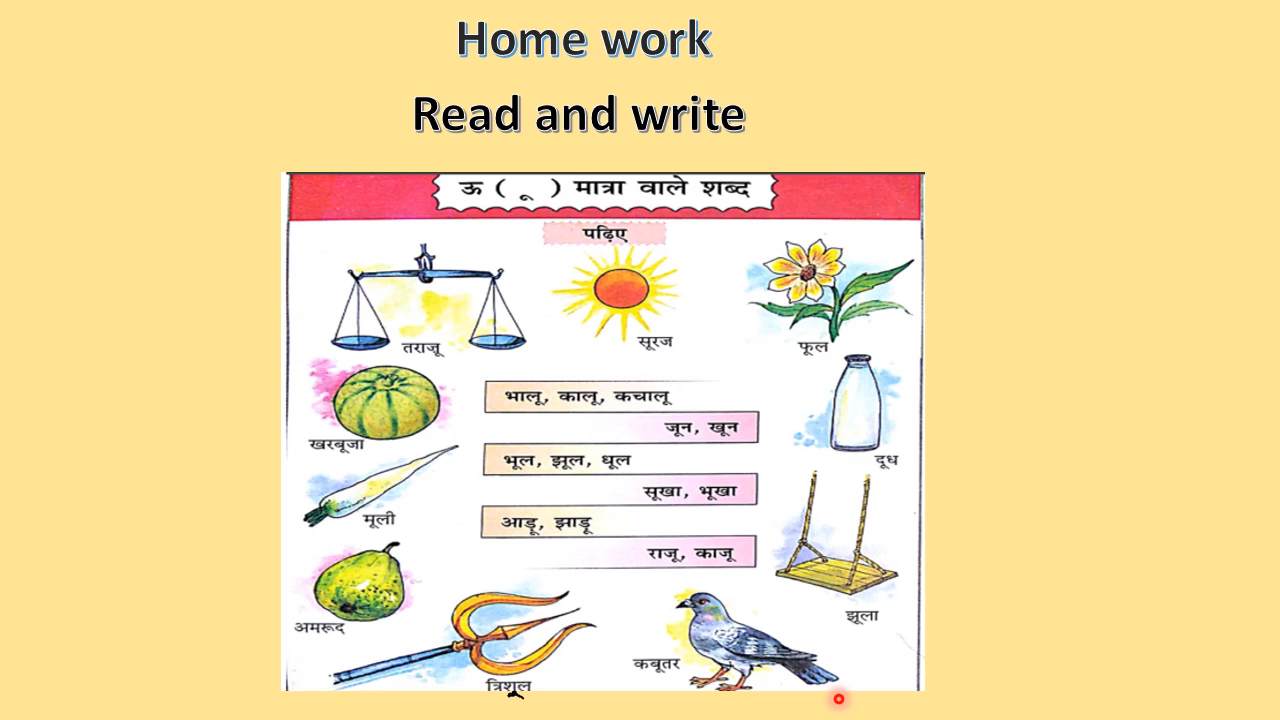 Home work
Read and write
ऊ ( ू ) मात्रा वाले शब्द
पढ़िए
तराजू
सूरज
फूल
खरबूजा
भालू, कालू, कचालू
जून, खून
दूध
भूल, झूल, धूल
सूखा, भूखा
मूली
आड़ू, झाड़ू
राजू, काजू
अमरूद
झूला
त्रिशूल
कबूतर